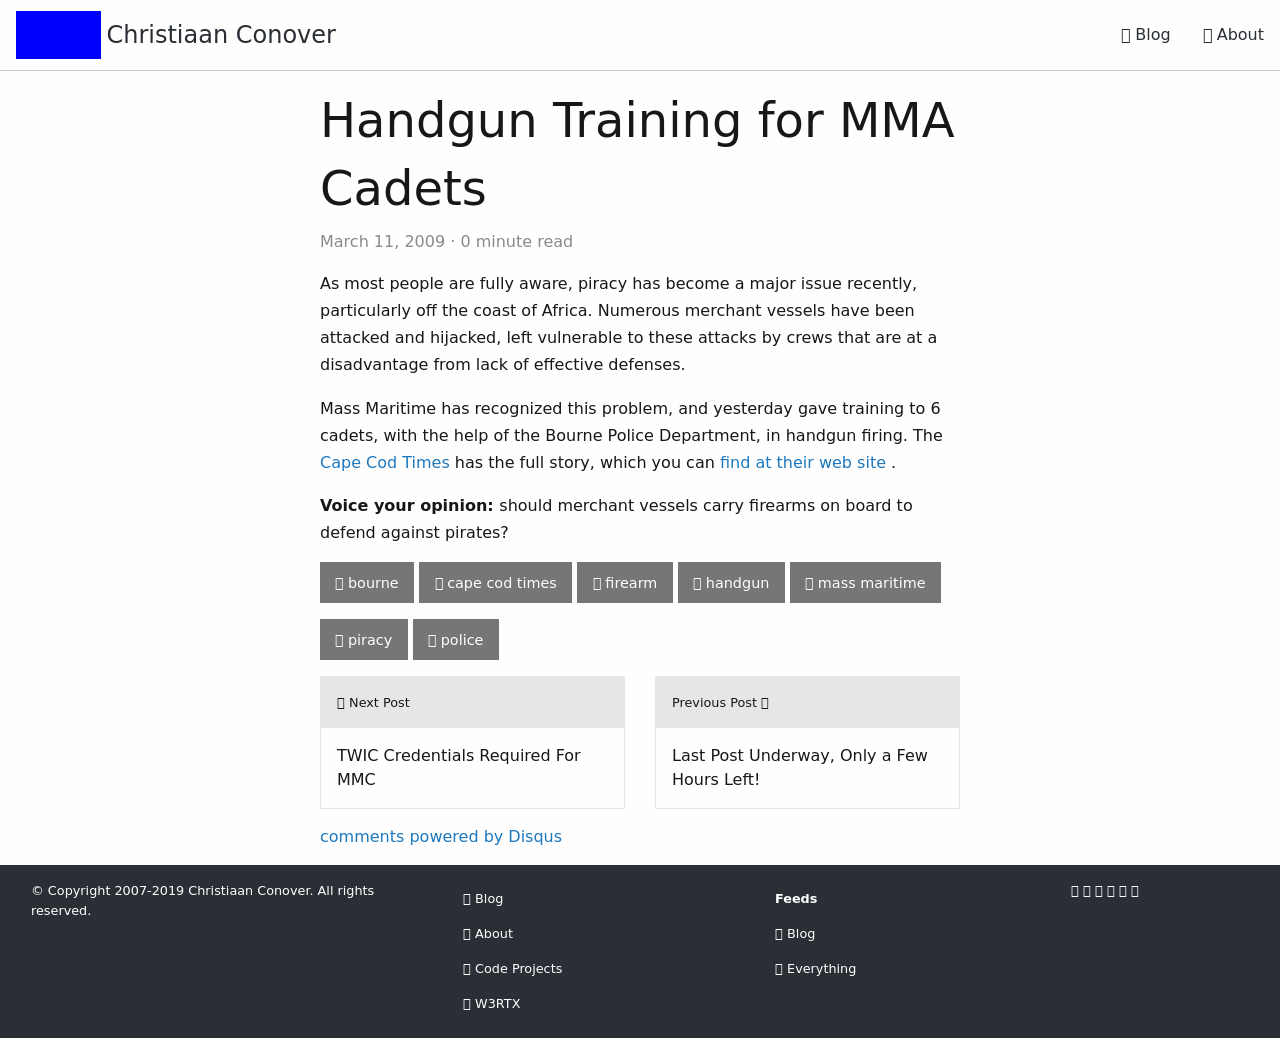 Christiaan Conover
Blog
About
Handgun Training for MMA
Cadets
March 11, 2009 · 0 minute read
As most people are fully aware, piracy has become a major issue recently,
particularly off the coast of Africa. Numerous merchant vessels have been
attacked and hijacked, left vulnerable to these attacks by crews that are at a
disadvantage from lack of effective defenses.
Mass Maritime has recognized this problem, and yesterday gave training to 6
cadets, with the help of the Bourne Police Department, in handgun firing. The
Cape Cod Times has the full story, which you can find at their web site .
Voice your opinion: should merchant vessels carry firearms on board to
defend against pirates?
bourne
cape cod times
firearm
handgun
mass maritime
piracy
police
Next Post
TWIC Credentials Required For
MMC
Previous Post
Last Post Underway, Only a Few
Hours Left!
comments powered by Disqus
© Copyright 2007-2019 Christiaan Conover. All rights
reserved.
Blog
About
Code Projects
W3RTX
Feeds
Blog
Everything